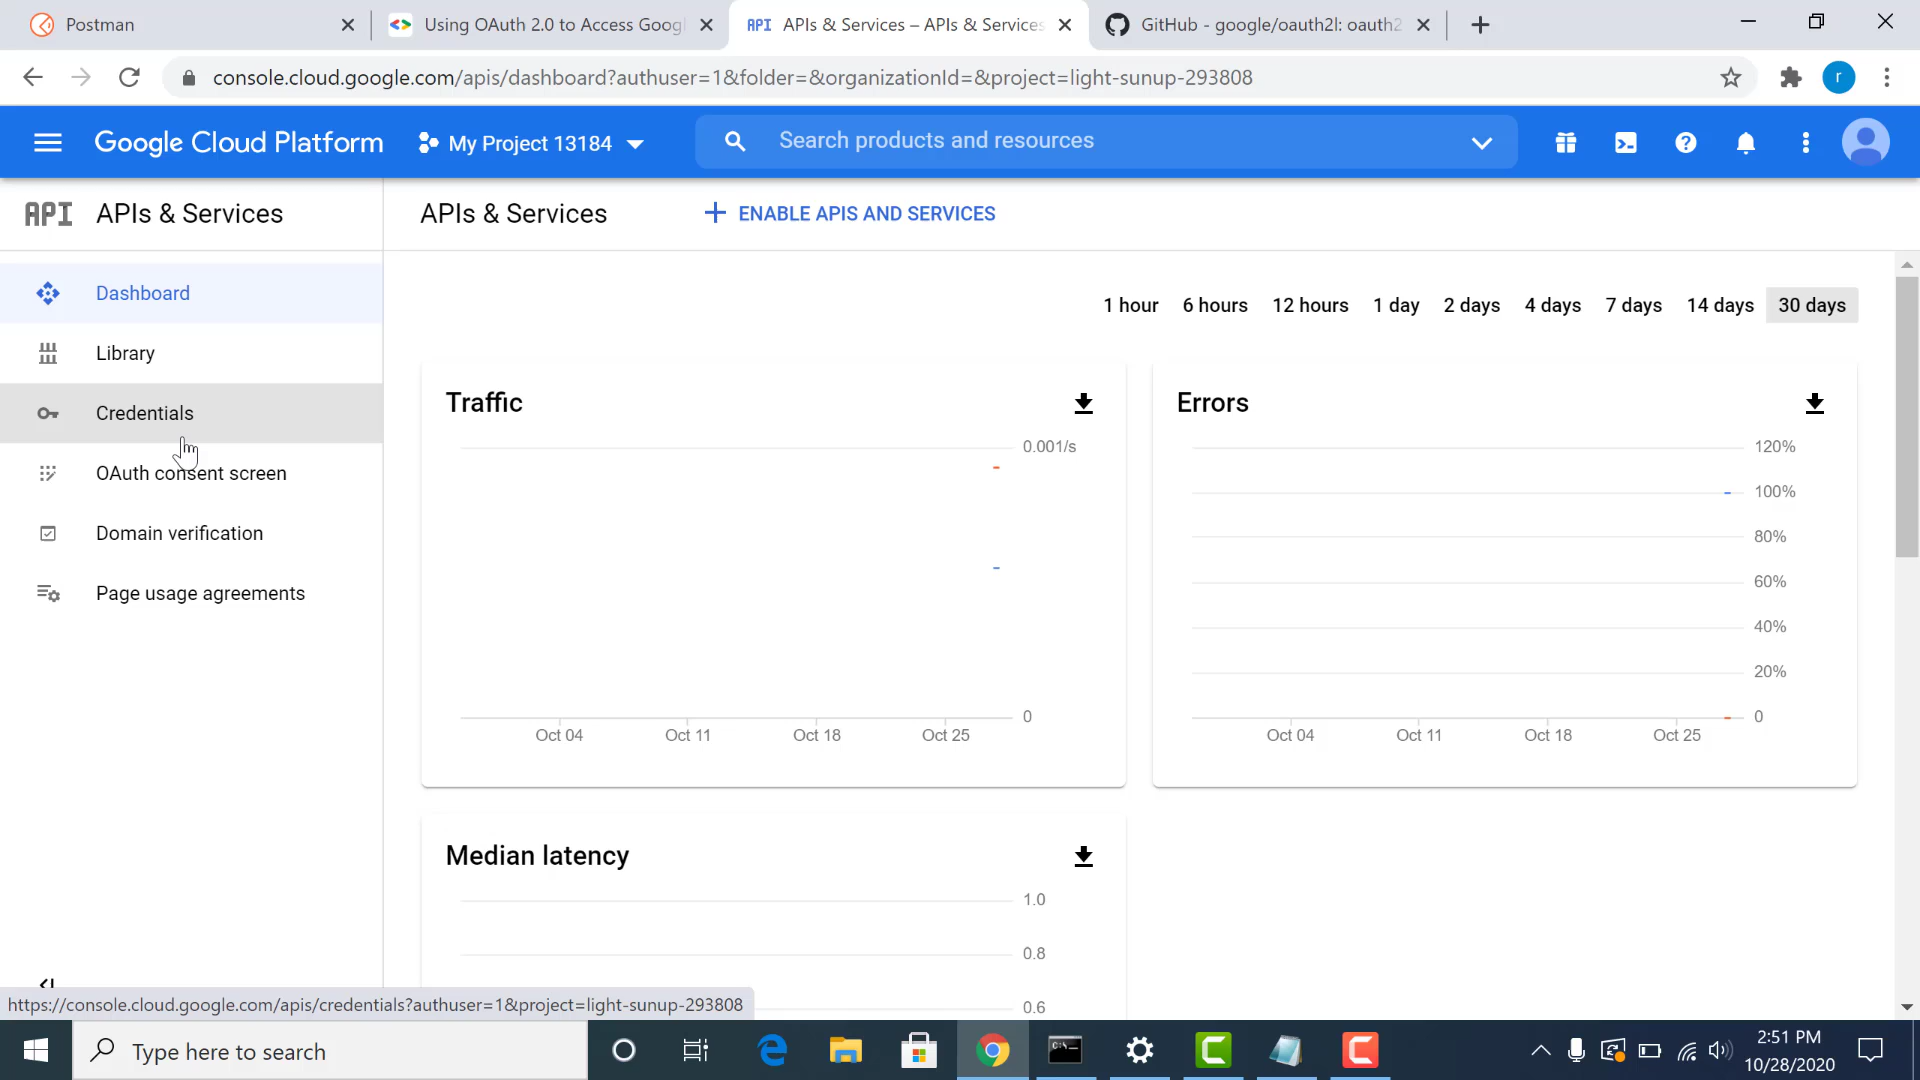 Postman
Using OAuth 2.0 to Access Googl
API APIs & Services – APIs & Services
GitHub - google/oauth2l: oauth2
console.cloud.google.com/apis/dashboard?authuser=1&folder=&organizationId=&project=light-sunup-293808
r
Google Cloud Platform
My Project 13184
Search products and resources
API APIs & Services
APIs & Services
ENABLE APIS AND SERVICES
Dashboard
Library
Credentials
OAuth consent screen
Domain verification
Page usage agreements
1 hour 6 hours 12 hours 1 day 2 days 4 days 7 days 14 days 30 days
Traffic
0.001/s
0
Oct 04 Oct 11 Oct 18 Oct 25
Errors
120%
100%
80%
60%
40%
20%
0
Oct 04 Oct 11 Oct 18 Oct 25
Median latency
1.0
0.8
0.6
https://console.cloud.google.com/apis/credentials?authuser=1&project=light-sunup-293808
Type here to search
2:51 PM
10/28/2020